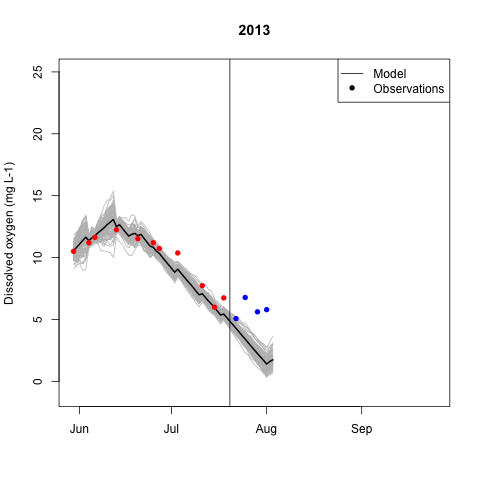 2013
Model
Observations
Dissolved oxygen (mg L-1)
25
20
15
10
5
0
Jun
Jul
Aug
Sep